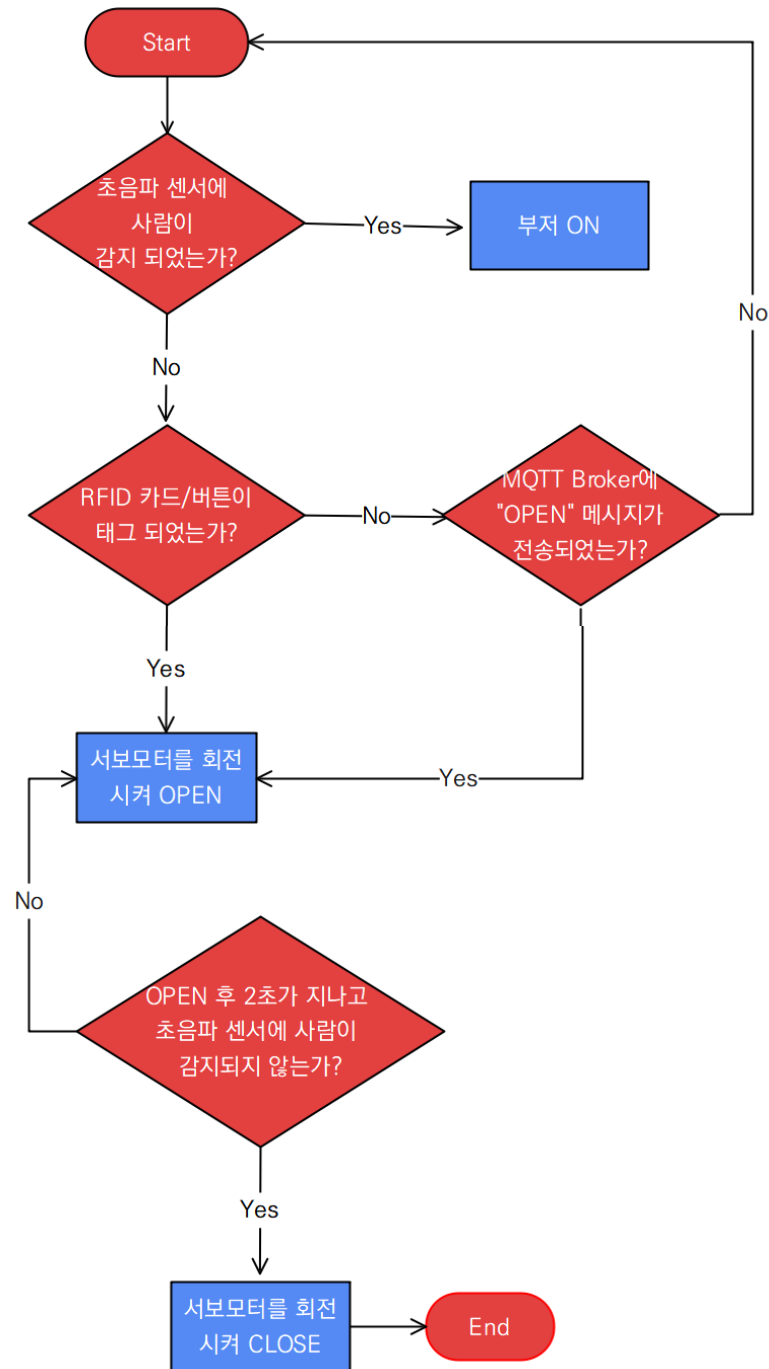 Start
초음파 센서에
사람이
감지 되었는가?
Yes
부저 ON
No
No
RFID 카드/버튼이
태그 되었는가?
No
MQTT Broker에
"OPEN" 메시지가
전송되었는가?
Yes
서보모터를 회전
시켜 OPEN
Yes
No
OPEN 후 2초가 지나고
초음파 센서에 사람이
감지되지 않는가?
Yes
서보모터를 회전
시켜 CLOSE
End